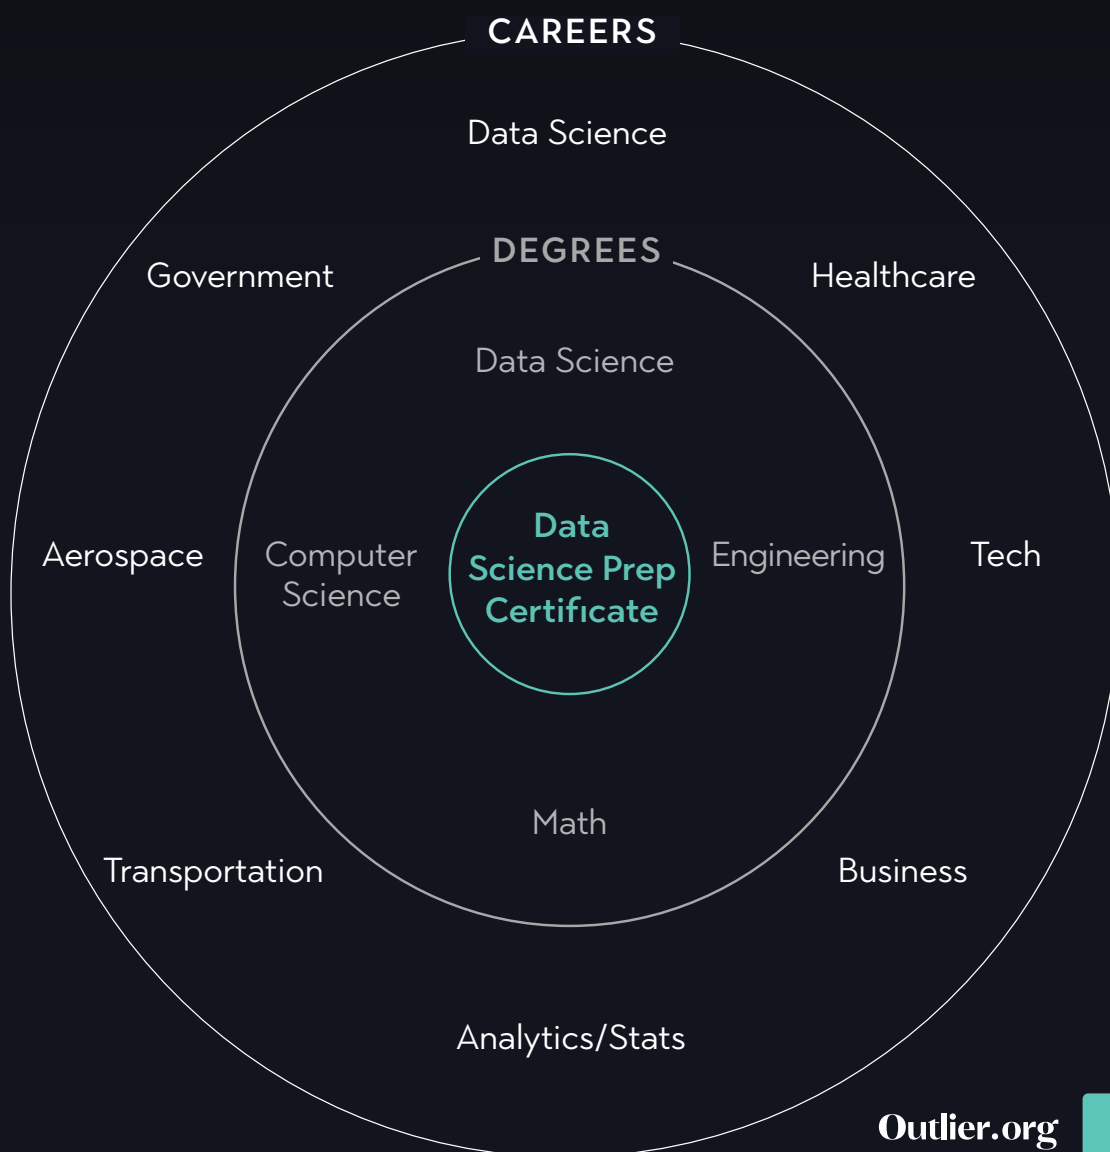 CAREERS
Data Science
DEGREES
Government
Healthcare
Data Science
Data
Science Prep
Certificate
Aerospace
Computer
Science
Engineering
Tech
Math
Transportation
Business
Analytics/Stats
Outlier.org